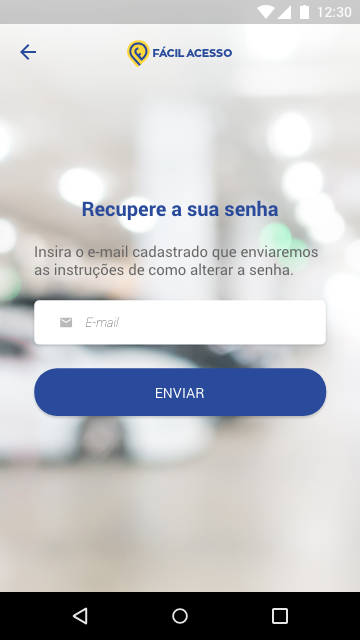 12:30
FÁCIL ACESSO
Recupere a sua senha
Insira o e-mail cadastrado que enviaremos
as instruções de como alterar a senha.
E-mail
ENVIAR